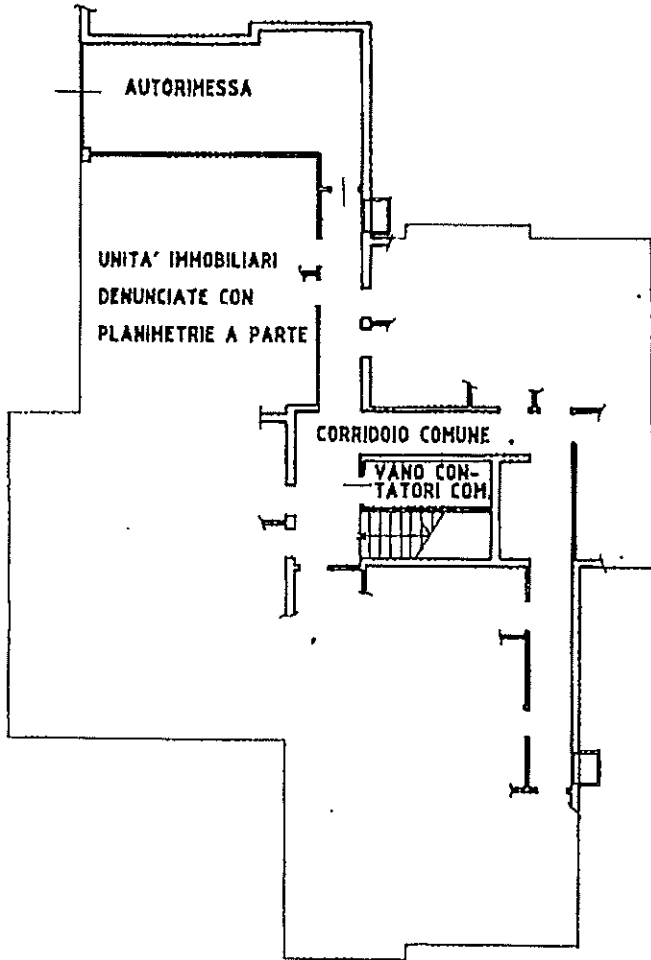 AUTORIMESSA
UNITA' IMMOBILIARI
DENUNCIATE CON
PLANIMETRIE A PARTE
CORRIDOIO COMUNE
VANO CON-
TATORI COM.